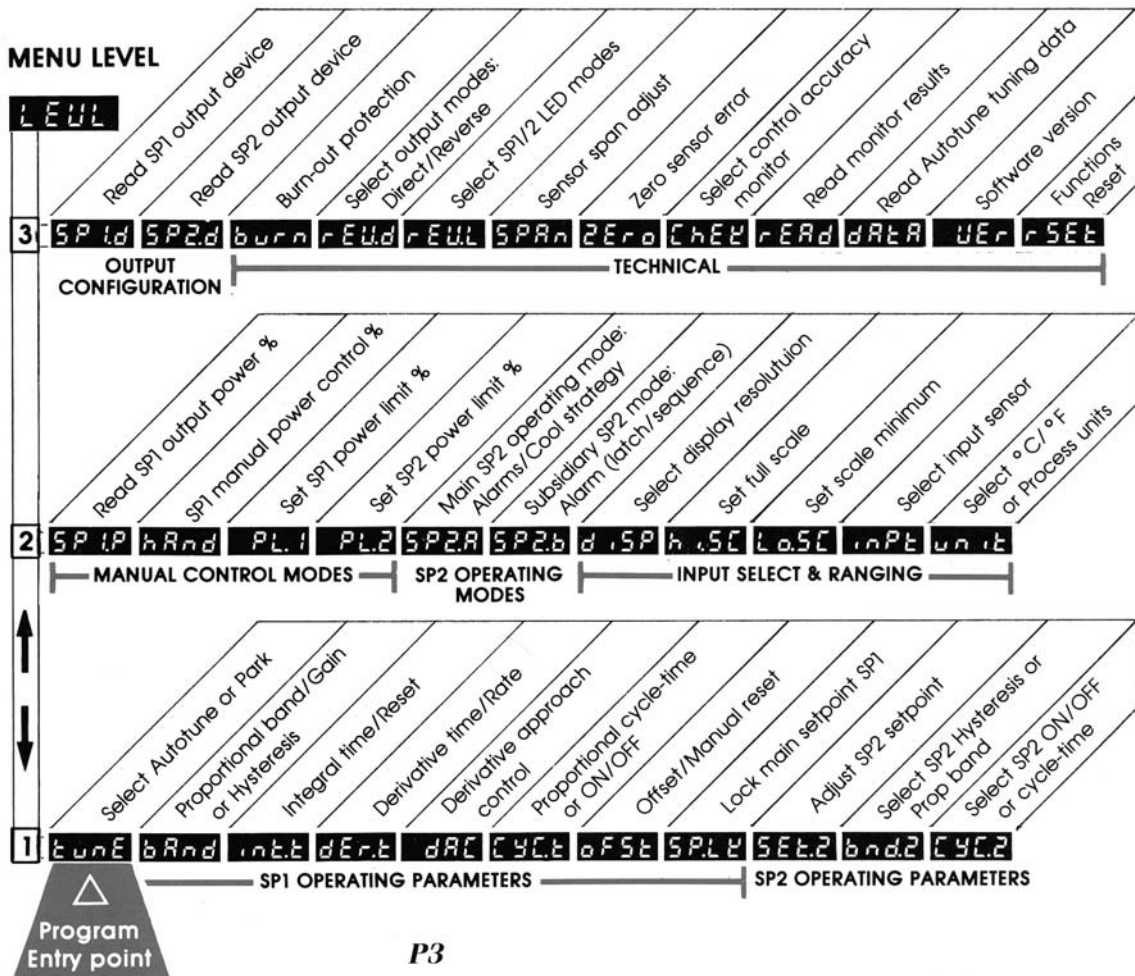 MENU LEVEL
LEVL
Read SP1 output device
Read SP2 output device
Burn-out protection
Select output modes:
Direct/Reverse
Select SP1/2 LED modes
Sensor span adjust
Zero sensor error
Select control accuracy
monitor
Read monitor results
Read Autotune tuning data
Software version
Functions
Reset
3 SP1.d SP2.d burn rEV.d rEV.L SPAn ZEro ChEK rEAd dAtA VEr rSEt
OUTPUT
CONFIGURATION
TECHNICAL
Read SP1 output power %
SP1 manual power control %
Set SP1 power limit %
Set SP2 power limit %
Main SP2 operating mode:
Alarms/Cool strategy
Subsidiary SP2 mode:
Alarm (latch/sequence)
Select display resolutuion
Set full scale
Set scale minimum
Select input sensor
Select °C/°F
or Process units
2 SP1.P hAnd PL.1 PL.2 SP2.A SP2.b diSP hi.SC Lo.SC inPt unit
MANUAL CONTROL MODES
SP2 OPERATING
MODES
INPUT SELECT & RANGING
Select Autotune or Park
Proportional band/Gain
or Hysteresis
Integral time/Reset
Derivative time/Rate
Derivative approach
control
Proportional cycle-time
or ON/OFF
Offset/Manual reset
Lock main setpoint SP1
Adjust SP2 setpoint
Select SP2 Hysteresis or
Prop band
Select SP2 ON/OFF
or cycle-time
1 tunE bAnd int.t dEr.t dAC CYC.t oFSt SP.LK SEt.2 bnd.2 CYC.2
SP1 OPERATING PARAMETERS
SP2 OPERATING PARAMETERS
Program
Entry point
P3